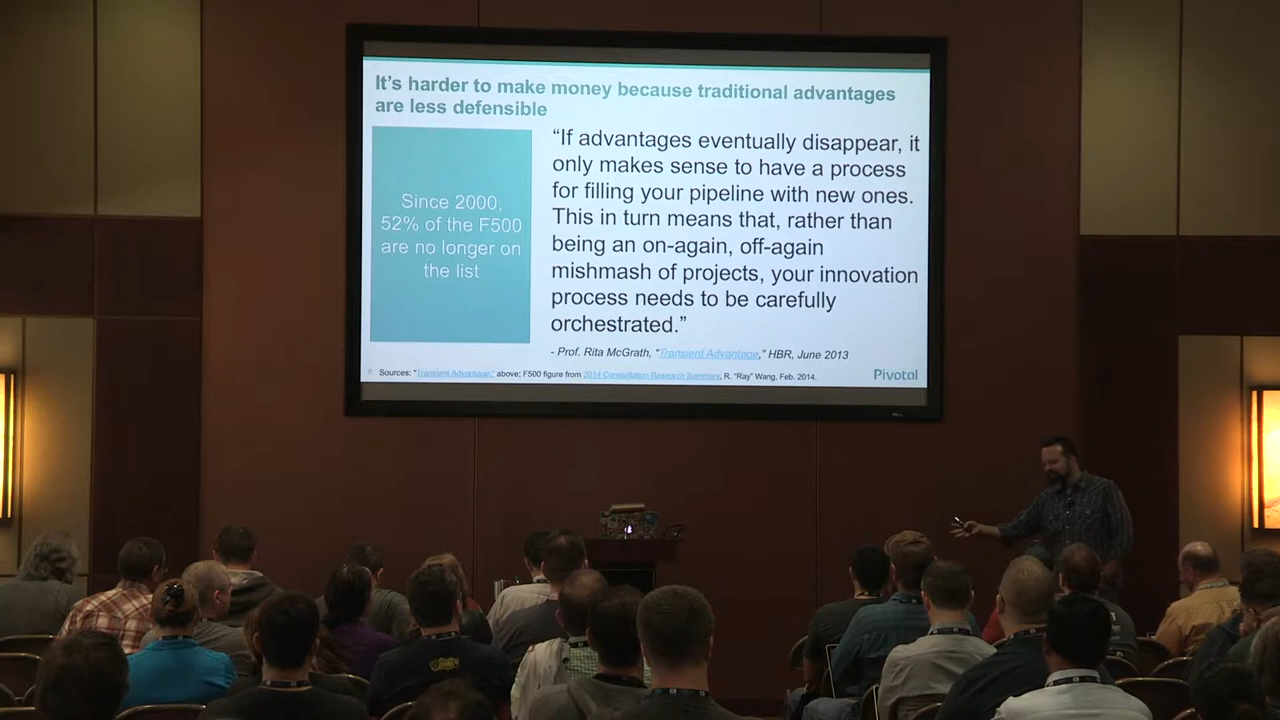 It's harder to make money because traditional advantages
are less defensible
Since 2000,
52% of the F500
are no longer on
the list
“If advantages eventually disappear, it
only makes sense to have a process
for filling your pipeline with new ones.
This in turn means that, rather than
being an on-again, off-again
mishmash of projects, your innovation
process needs to be carefully
orchestrated.”
- Prof. Rita McGrath, “Transient Advantage,” HBR, June 2013
Sources: “Transient Advantage,” above; F500 figure from 2014 Constellation Research Summary, R. “Ray” Wang, Feb. 2014.
Pivotal